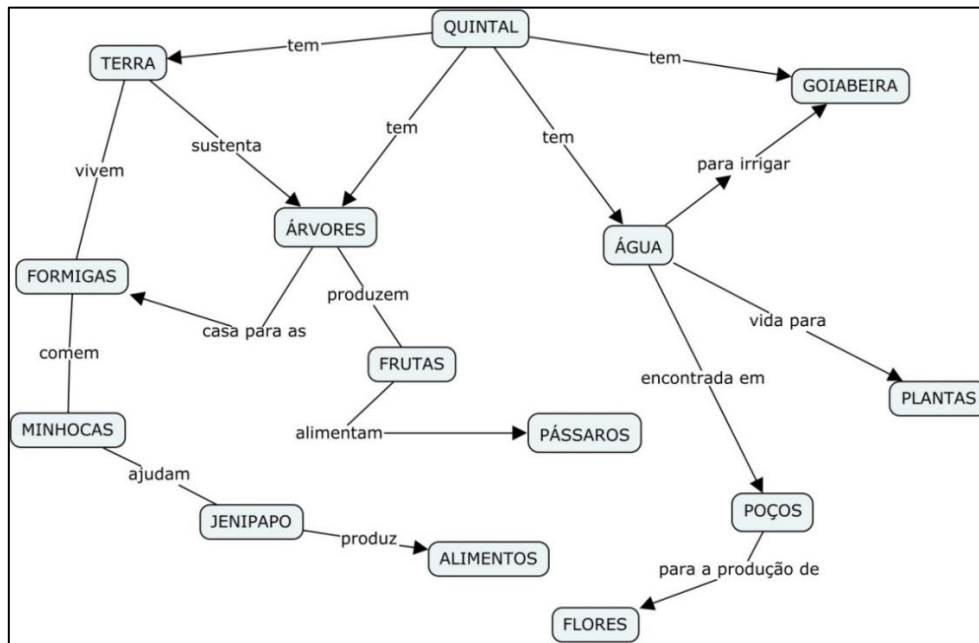 QUINTAL
tem
TERRA
tem
GOIABEIRA
tem
tem
sustenta
para irrigar
vivem
ÁRVORES
ÁGUA
FORMIGAS
produzem
casa para as
vida para
comem
FRUTAS
encontrada em
PLANTAS
MINHOCAS
alimentam
PÁSSAROS
ajudam
JENIPAPO
POÇOS
produz
ALIMENTOS
para a produção de
FLORES